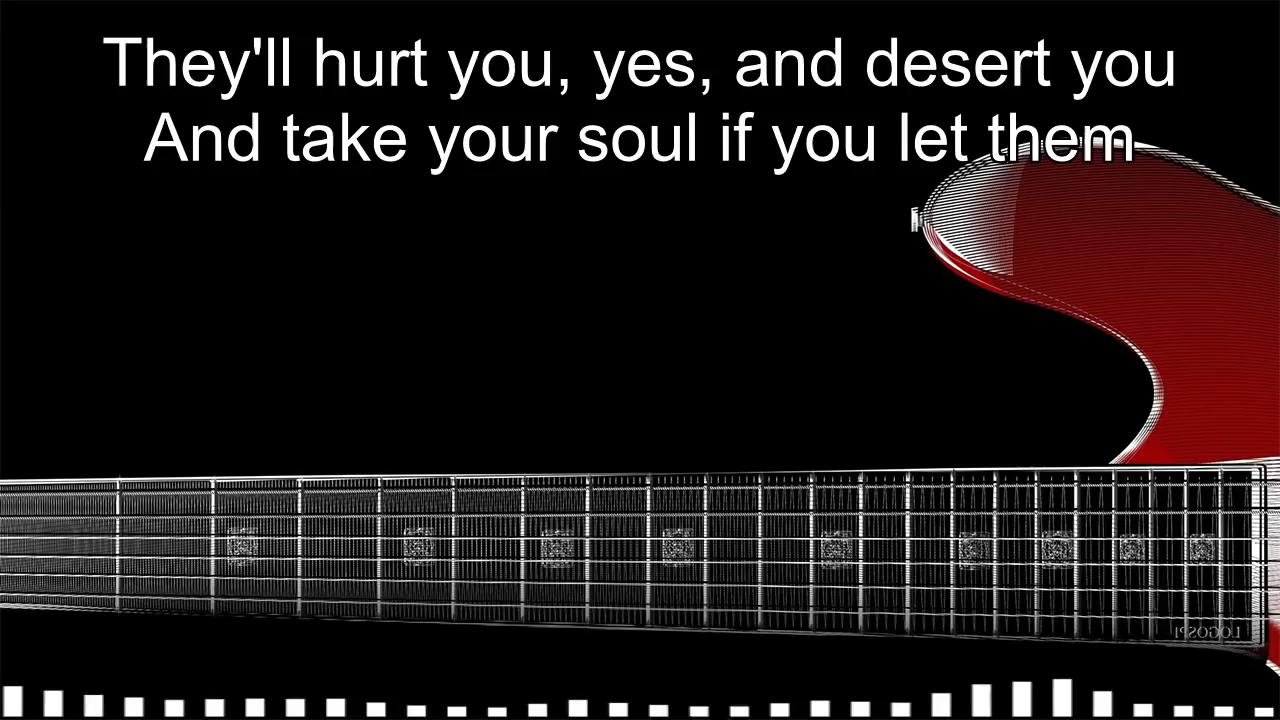 They'll hurt you, yes, and desert you
And take your soul if you let them